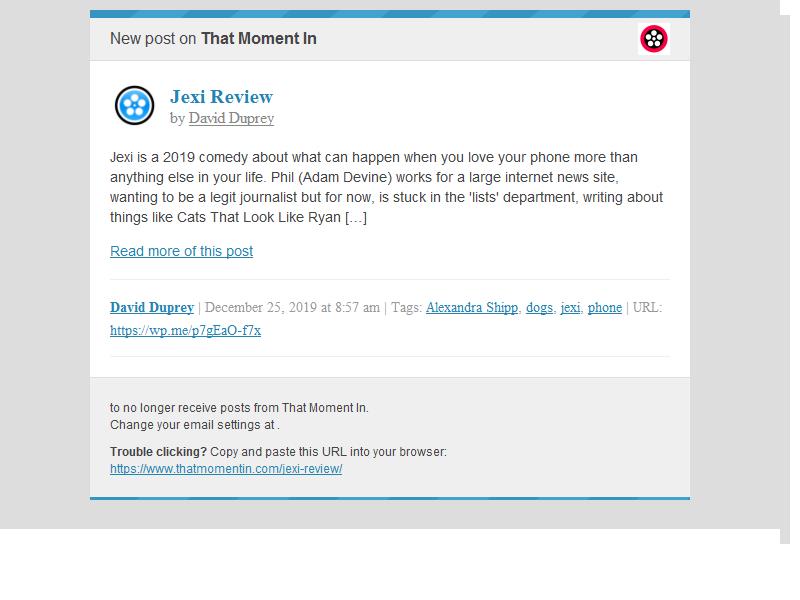 New post on That Moment In
Jexi Review
by David Duprey
Jexi is a 2019 comedy about what can happen when you love your phone more than
anything else in your life. Phil (Adam Devine) works for a large internet news site,
wanting to be a legit journalist but for now, is stuck in the 'lists' department, writing about
things like Cats That Look Like Ryan […]
Read more of this post
David Duprey | December 25, 2019 at 8:57 am | Tags: Alexandra Shipp, dogs, jexi, phone | URL:
https://wp.me/p7gEaO-f7x
to no longer receive posts from That Moment In.
Change your email settings at .
Trouble clicking? Copy and paste this URL into your browser:
https://www.thatmomentin.com/jexi-review/